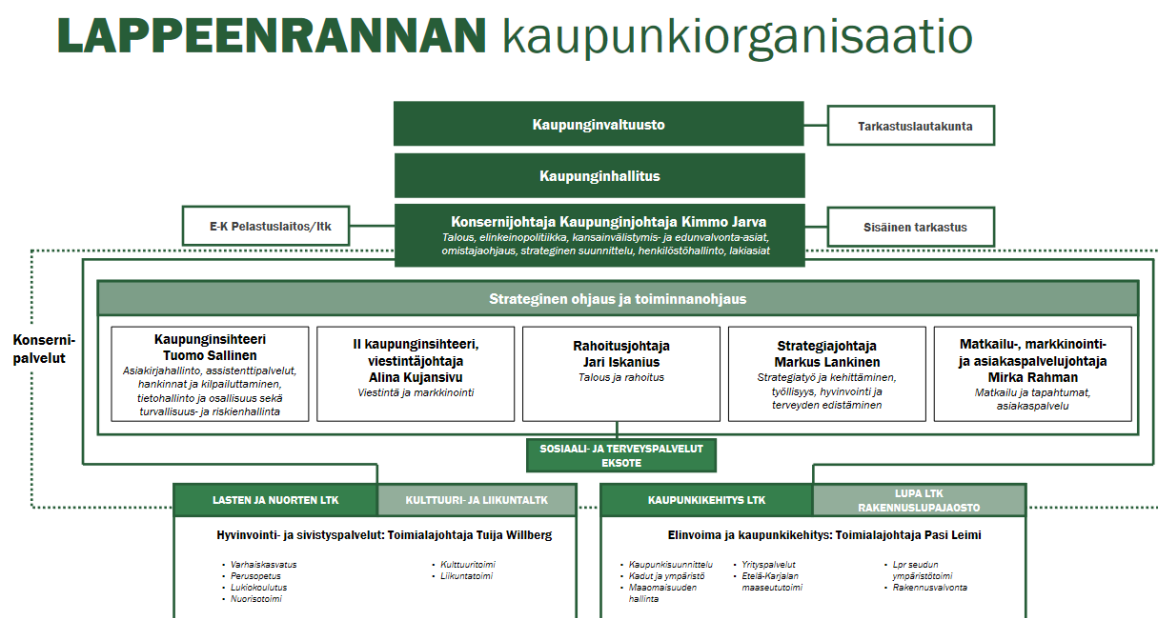 LAPPEENRANNAN kaupunkiorganisaatio
Kaupunginvaltuusto
Tarkastuslautakunta
Kaupunginhallitus
E-K Pelastuslaitos/ltk
Konsernijohtaja Kaupunginjohtaja Kimmo Jarva
Talous, elinkeinopolitiikka, kansainvälistymis- ja edunvalvonta-asiat,
omistajaohjaus, strateginen suunnittelu, henkilöstöhallinto, lakiasiat
Sisäinen tarkastus
Konserni-
palvelut
Strateginen ohjaus ja toiminnanohjaus
Kaupunginsihteeri
Tuomo Sallinen
Asiakirjahallinto, assistenttipalvelut,
hankinnat ja kilpailuttaminen,
tietohallinto ja osallisuus sekä
turvallisuus- ja riskienhallinta
II kaupunginsihteeri,
viestintäjohtaja
Alina Kujansivu
Viestintä ja markkinointi
Rahoitusjohtaja
Jari Iskanius
Talous ja rahoitus
Strategiajohtaja
Markus Lankinen
Strategiatyö ja kehittäminen,
työllisyys, hyvinvointi ja
terveyden edistäminen
Matkailu-, markkinointi-
ja asiakaspalvelujohtaja
Mirka Rahman
Matkailu ja tapahtumat,
asiakaspalvelu
SOSIAALI- JA TERVEYSPALVELUT
EKSOTE
LASTEN JA NUORTEN LTK
KULTTUURI- JA LIIKUNTALTK
Hyvinvointi- ja sivistyspalvelut: Toimialajohtaja Tuija Willberg
• Varhaiskasvatus
• Perusopetus
• Lukiokoulutus
• Nuorisotoimi
• Kulttuuritoimi
• Liikuntatoimi
KAUPUNKIKEHITYS LTK
LUPA LTK
RAKENNUSLUPAJAOSTO
Elinvoima ja kaupunkikehitys: Toimialajohtaja Pasi Leimi
• Kaupunkisuunnittelu
• Kadut ja ympäristö
• Maaomaisuuden
hallinta
• Yrityspalvelut
• Etelä-Karjalan
maaseututoimi
• Lpr seudun
ympäristötoimi
• Rakennusvalvonta